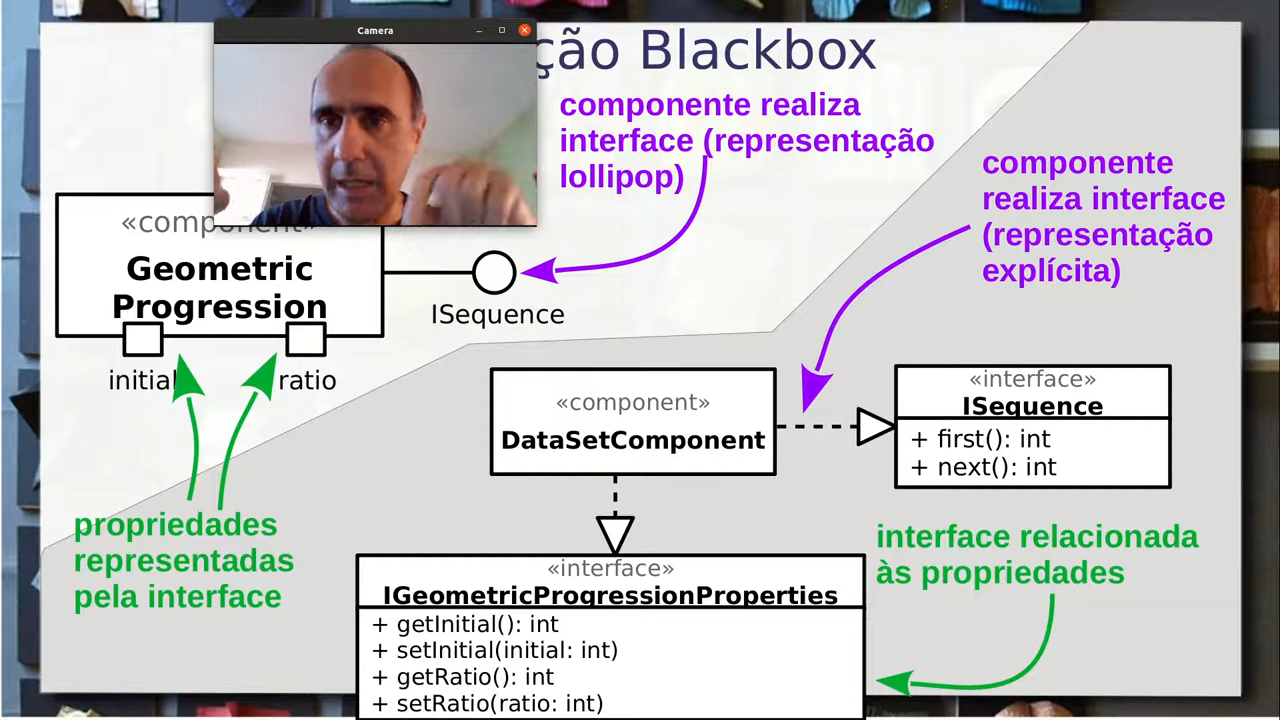 Camera
ção Blackbox
componente realiza
interface (representação
lollipop)
componente
realiza interface
(representação
explícita)
«component»
Geometric
Progression
ISequence
initial
ratio
«component»
DataSetComponent
«interface»
ISequence
+ first(): int
+ next(): int
propriedades
representadas
pela interface
interface relacionada
às propriedades
«interface»
IGeometricProgressionProperties
+ getInitial(): int
+ setInitial(initial: int)
+ getRatio(): int
+ setRatio(ratio: int)